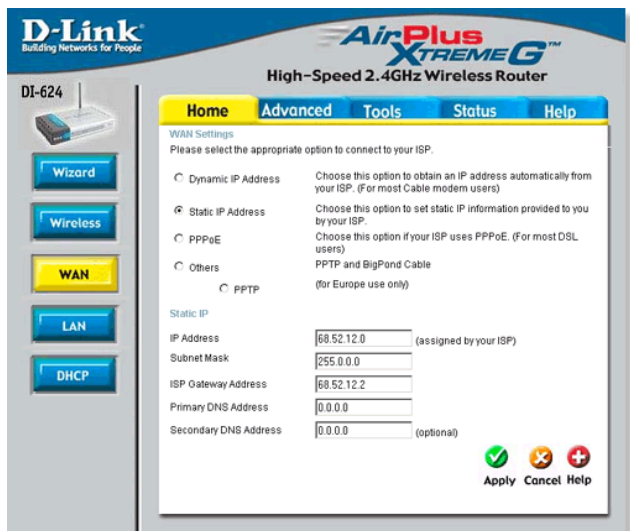 D-Link
Building Networks for People
AirPlus
XTREME G™
High-Speed 2.4GHz Wireless Router
DI-624
Home Advanced Tools Status Help
WAN Settings
Please select the appropriate option to connect to your ISP.
Dynamic IP Address Choose this option to obtain an IP address automatically from
your ISP. (For most Cable modem users)
Static IP Address Choose this option to set static IP information provided to you
by your ISP.
PPPoE Choose this option if your ISP uses PPPoE. (For most DSL
users)
Others PPTP and BigPond Cable
PPTP (for Europe use only)
Static IP
IP Address 68.52.12.0 (assigned by your ISP)
Subnet Mask 255.0.0.0
ISP Gateway Address 68.52.12.2
Primary DNS Address 0.0.0.0
Secondary DNS Address 0.0.0.0 (optional)
Apply Cancel Help
Wizard
Wireless
WAN
LAN
DHCP